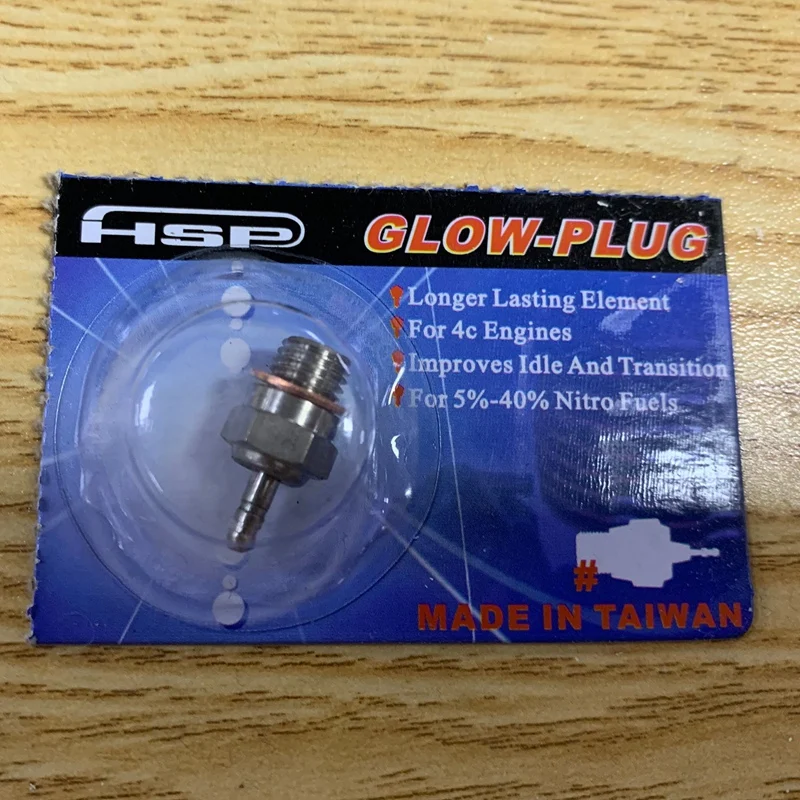 HSP
GLOW-PLUG
Longer Lasting Element
For 4c Engines
Improves Idle And Transition
For 5%-40% Nitro Fuels
#
MADE IN TAIWAN